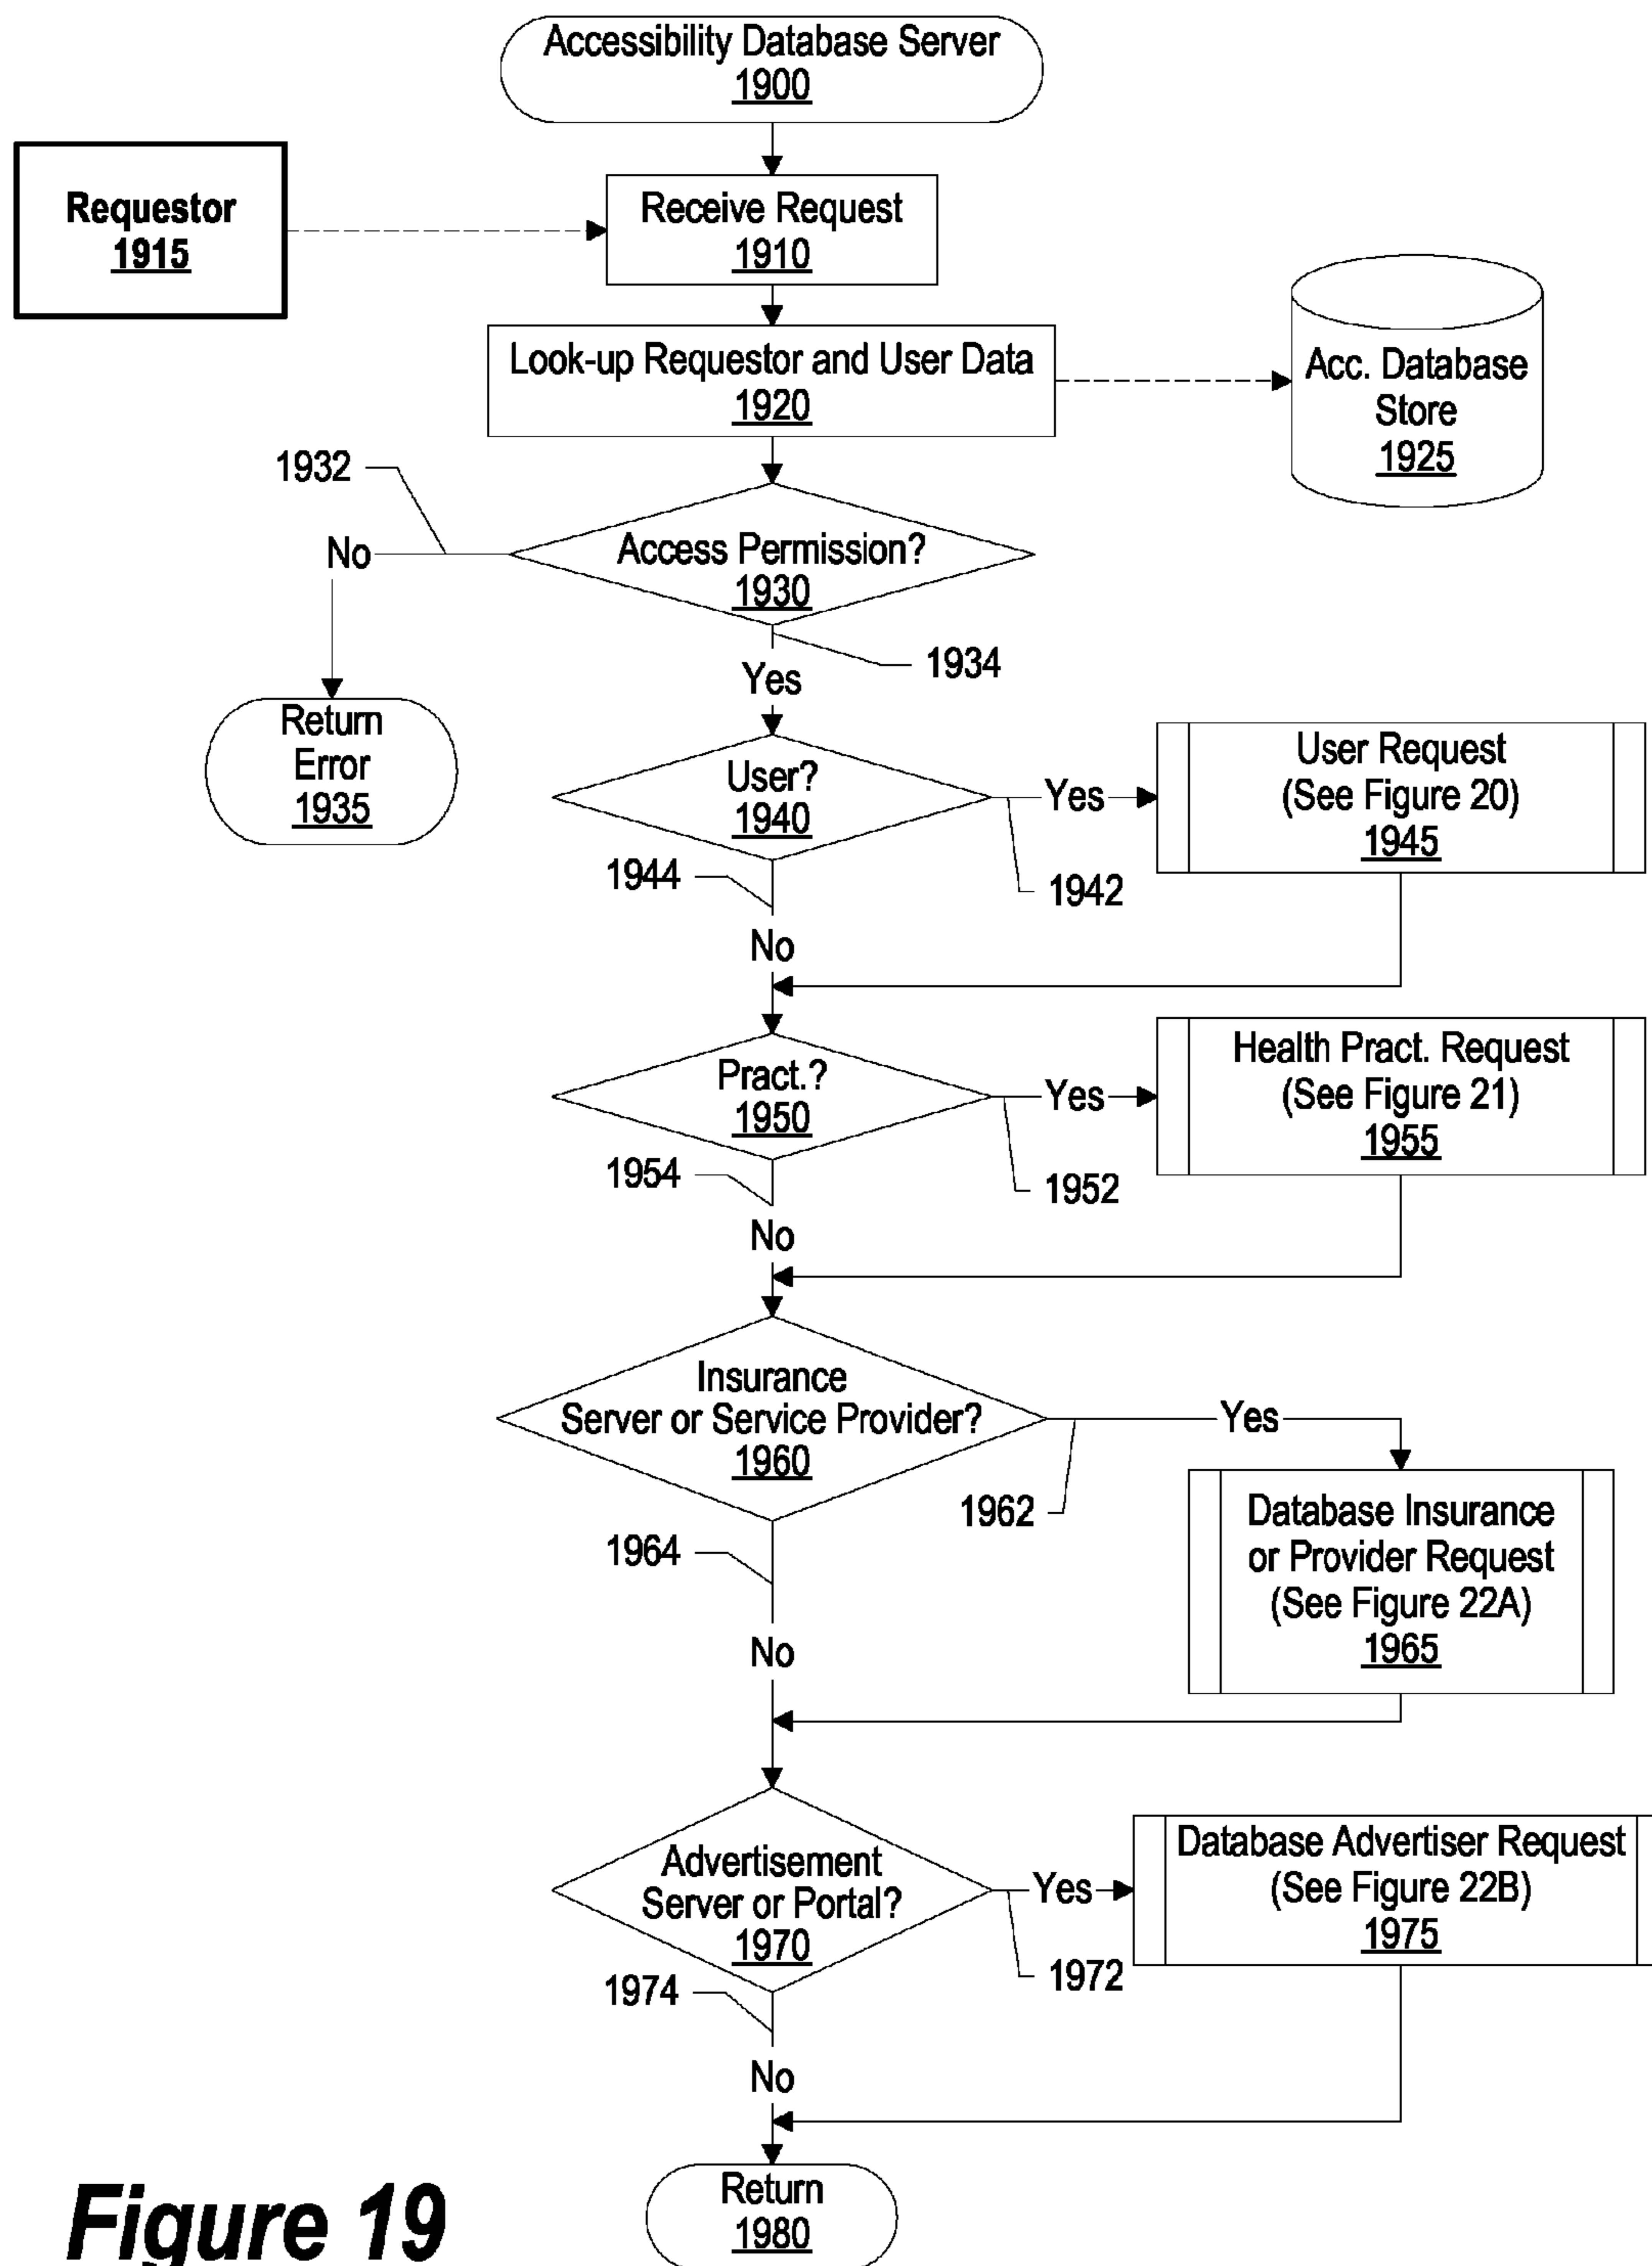 Accessibility Database Server
1900
Requestor
1915
Receive Request
1910
Look-up Requestor and User Data
1920
Acc. Database
Store
1925
1932
No
Access Permission?
1930
1934
Yes
Return
Error
1935
User?
1940
Yes
User Request
(See Figure 20)
1945
1944
1942
No
Pract.?
1950
Yes
Health Pract. Request
(See Figure 21)
1955
1954
1952
No
Insurance
Server or Service Provider?
1960
Yes
1962
1964
Database Insurance
or Provider Request
(See Figure 22A)
1965
No
Advertisement
Server or Portal?
1970
Yes
Database Advertiser Request
(See Figure 22B)
1975
1974
1972
No
Return
1980
Figure 19